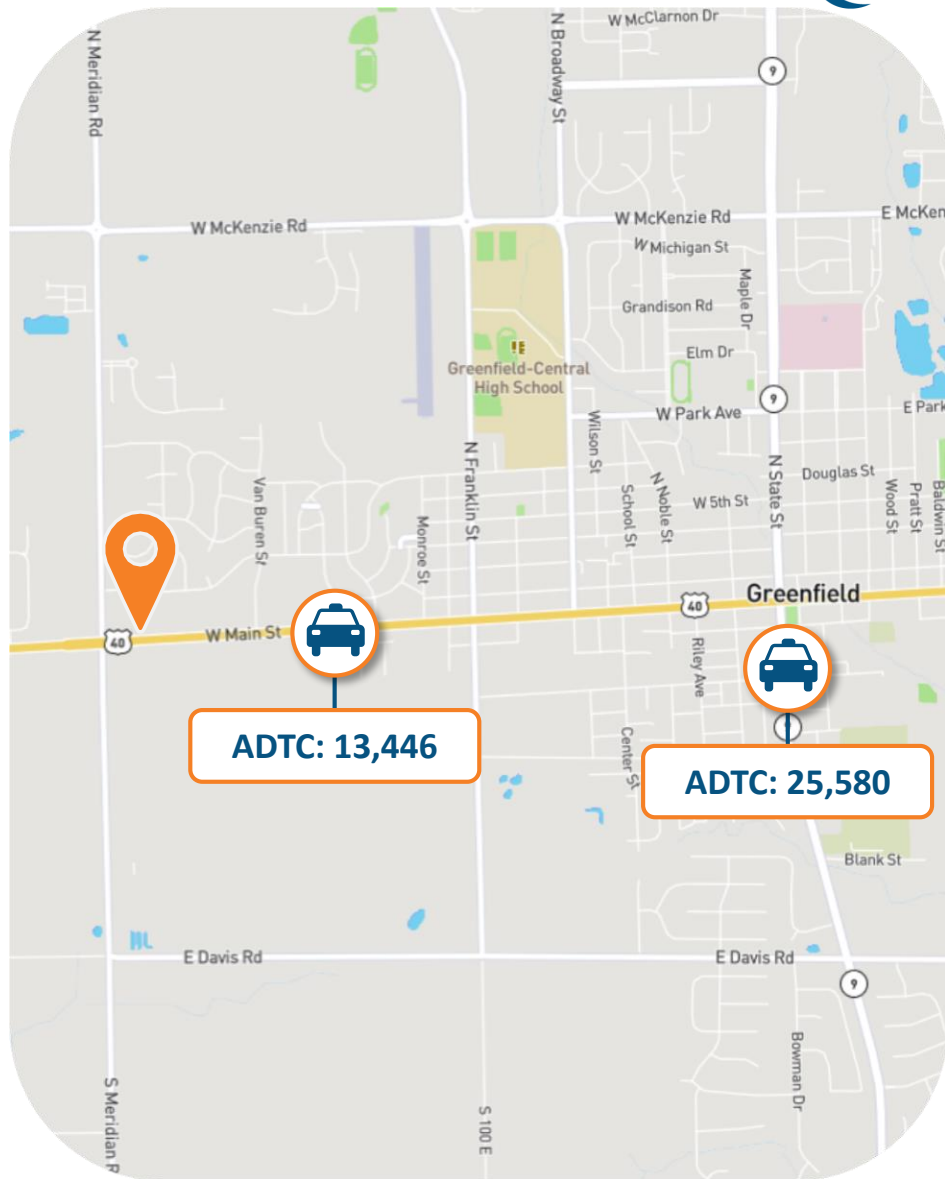 W McClarnon Dr
N Meridian Rd
N Broadway St
9
W McKenzie Rd
W McKenzie Rd
E McKen
W Michigan St
Maple Dr
Grandison Rd
Elm Dr
Greenfield-Central
High School
9
W Park Ave
E Park
Wilson St
N Franklin St
N State St
Douglas St
School St
N Noble St
W 5th St
Van Buren St
Monroe St
Wood St
Pratt St
Baldwin St
Greenfield
40
40
W Main St
Riley Ave
ADTC: 13,446
9
Center St
ADTC: 25,580
Blank St
E Davis Rd
E Davis Rd
9
Bowman Dr
S Meridian R
S 100 E